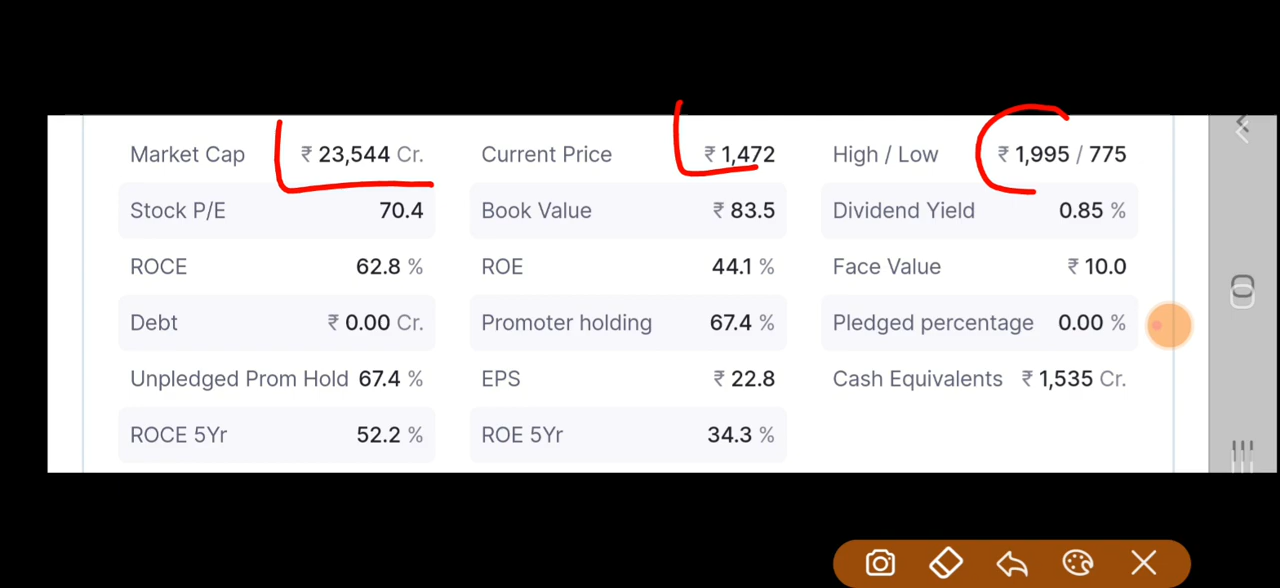 Market Cap ₹ 23,544 Cr. Current Price ₹ 1,472 High / Low ₹ 1,995 / 775
Stock P/E 70.4 Book Value ₹ 83.5 Dividend Yield 0.85 %
ROCE 62.8 % ROE 44.1 % Face Value ₹ 10.0
Debt ₹ 0.00 Cr. Promoter holding 67.4 % Pledged percentage 0.00 %
Unpledged Prom Hold 67.4 % EPS ₹ 22.8 Cash Equivalents ₹ 1,535 Cr.
ROCE 5Yr 52.2 % ROE 5Yr 34.3 %